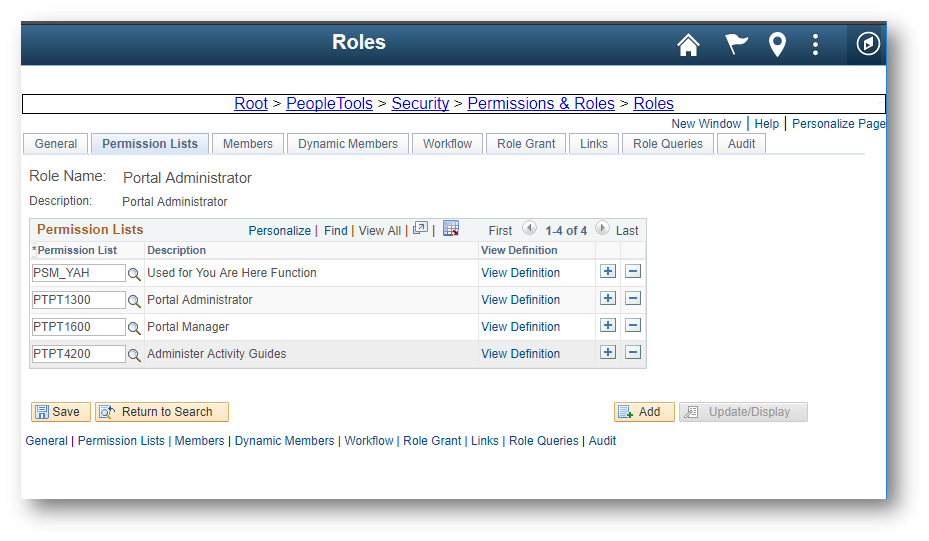 Roles
Root > PeopleTools > Security > Permissions & Roles > Roles
New Window | Help | Personalize Page
General Permission Lists Members Dynamic Members Workflow Role Grant Links Role Queries Audit
Role Name: Portal Administrator
Description: Portal Administrator
Permission Lists Personalize | Find | View All | | First 1-4 of 4 Last
*Permission List Description View Definition
PSM_YAH Used for You Are Here Function View Definition
PTPT1300 Portal Administrator View Definition
PTPT1600 Portal Manager View Definition
PTPT4200 Administer Activity Guides View Definition
Save Return to Search Add Update/Display
General | Permission Lists | Members | Dynamic Members | Workflow | Role Grant | Links | Role Queries | Audit